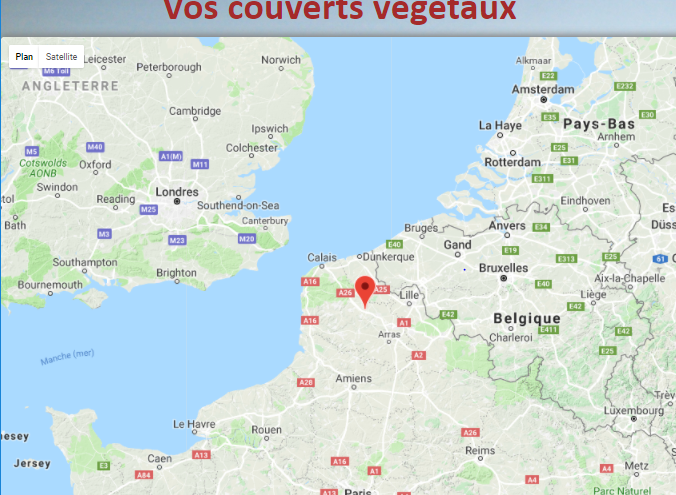 Vos couverts végétaux
Plan Satellite
Leicester
Peterborough
Norwich
M6 Toll
ANGLETERRE
Cambridge
Ipswich
Colchester
M5
M40
A1(M)
M11
Cotswolds
AONB
Oxford
Swindon
Londres
Reading
M25
Southend-on-Sea
Bath
M3
M23
M20
Canterbury
Southampton
Brighton
Bournemouth
Alkmaar
E22
Amsterdam
E232
La Haye
E35
Pays-Bas
E30
Arnhem
E25
E31
Rotterdam
E311
Eindhoven
Bruges
Anvers
E34
E40
Gand
E19
E313
E25
61
Calais
Dunkerque
Bruxelles
Aix-la-Chapelle
A16
A26
A25
Lille
E40
Liège
E42
A16
A1
E42
Belgique
E411
E42
Arras
Charleroi
A2
E25
Manche (mer)
A28
Amiens
Luxembourg
Le Havre
Rouen
A26
Jersey
Caen
A13
Reims
E3
A84
A16
A1
A4
A4
Metz
Paris
Parc Naturel